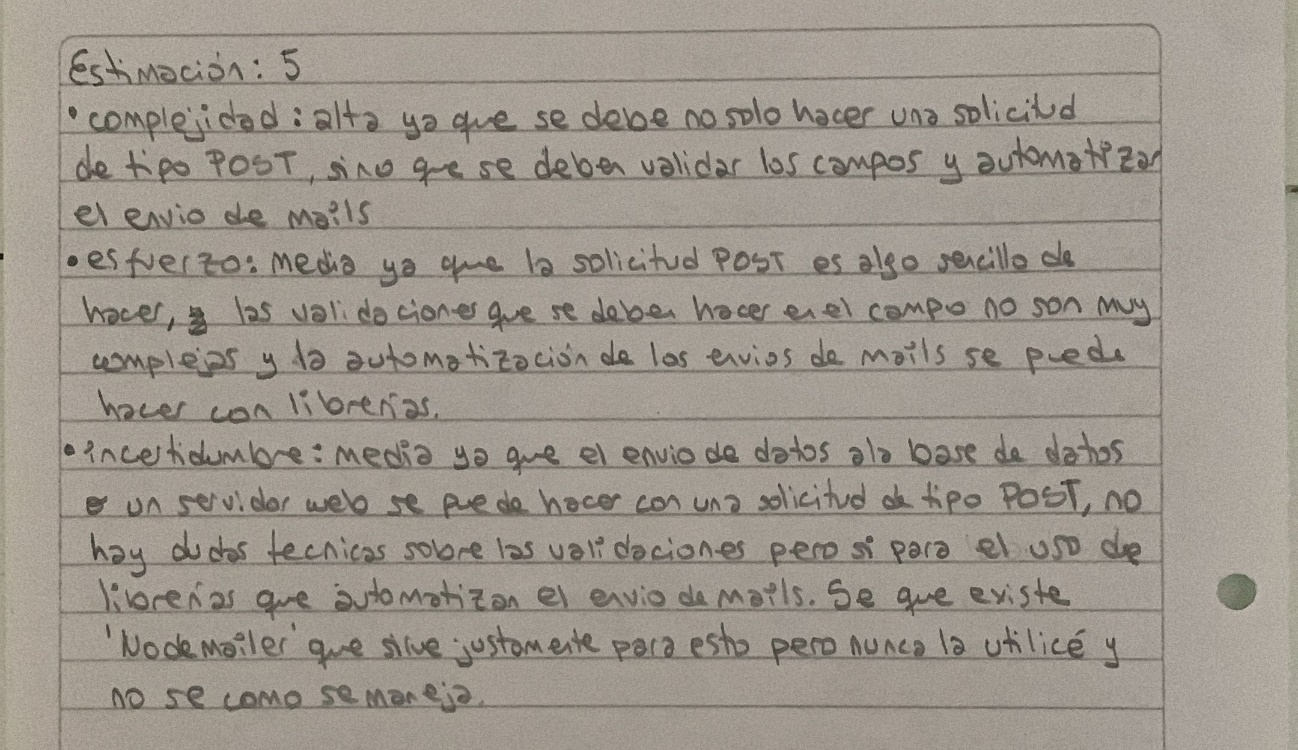 Estimación: 5
• complejidad: alta ya que se debe no solo hacer una solicitud
de tipo POST, sino que se deben validar los campos y automatizar
el envio de mails
• esfuerzo: media ya que la solicitud POST es algo sencillo de
hacer, las validaciones que se deben hacer en el campo no son muy
complejas y la automatización de los envios de mails se puede
hacer con librerías.
• incertidumbre: media ya que el envio de datos a la base de datos
un servidor web se puede hacer con una solicitud de tipo POST, no
hay dudas tecnicas sobre las validaciones pero si para el uso de
librerías que automatizan el envio de mails. Se que existe
'Nodemailer' que sirve justamente para esto pero nunca la utilicé y
no se como se maneja.